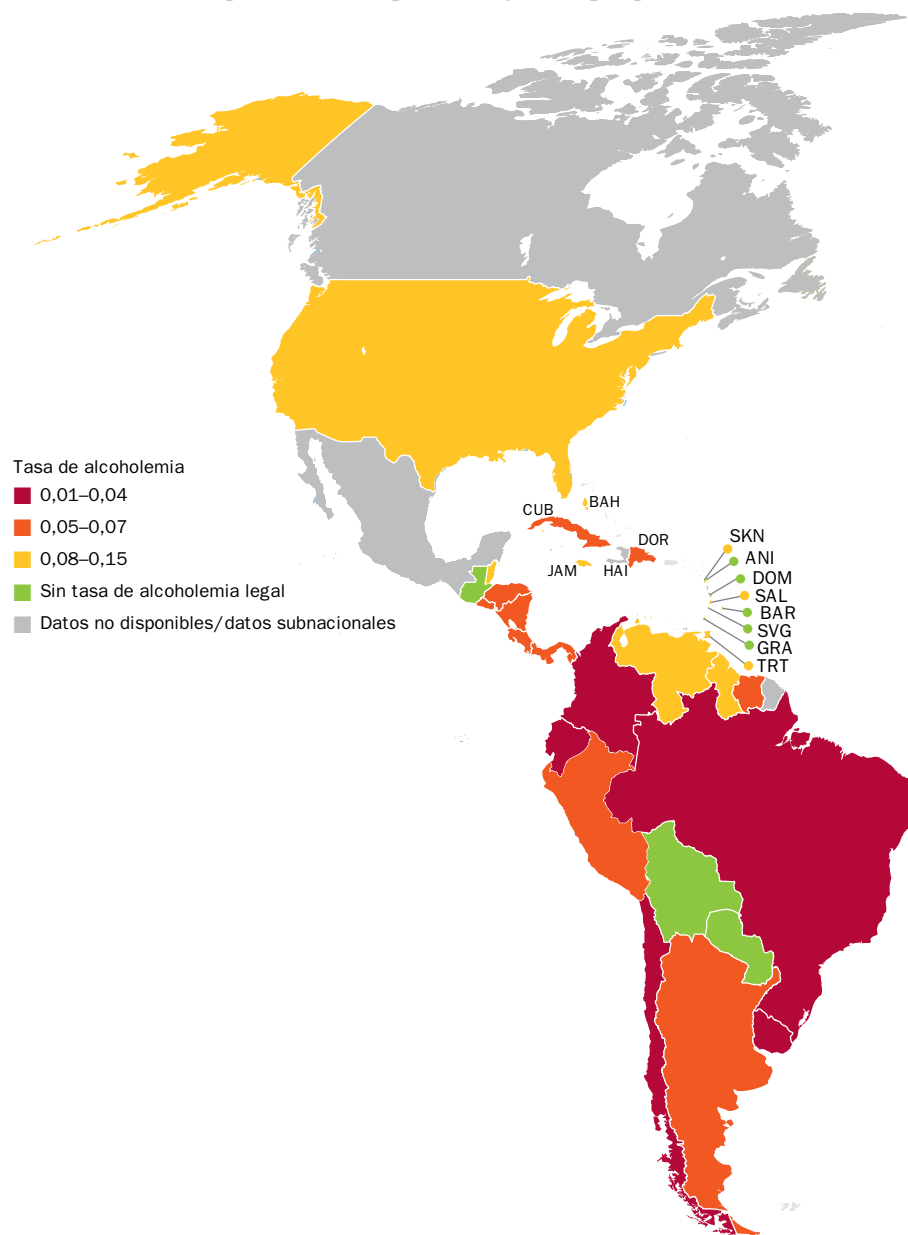 Tasa de alcoholemia
0,01–0,04
0,05–0,07
0,08–0,15
Sin tasa de alcoholemia legal
Datos no disponibles/datos subnacionales
CUB
BAH
DOR
JAM
HAI
SKN
ANI
DOM
SAL
BAR
SVG
GRA
TRT